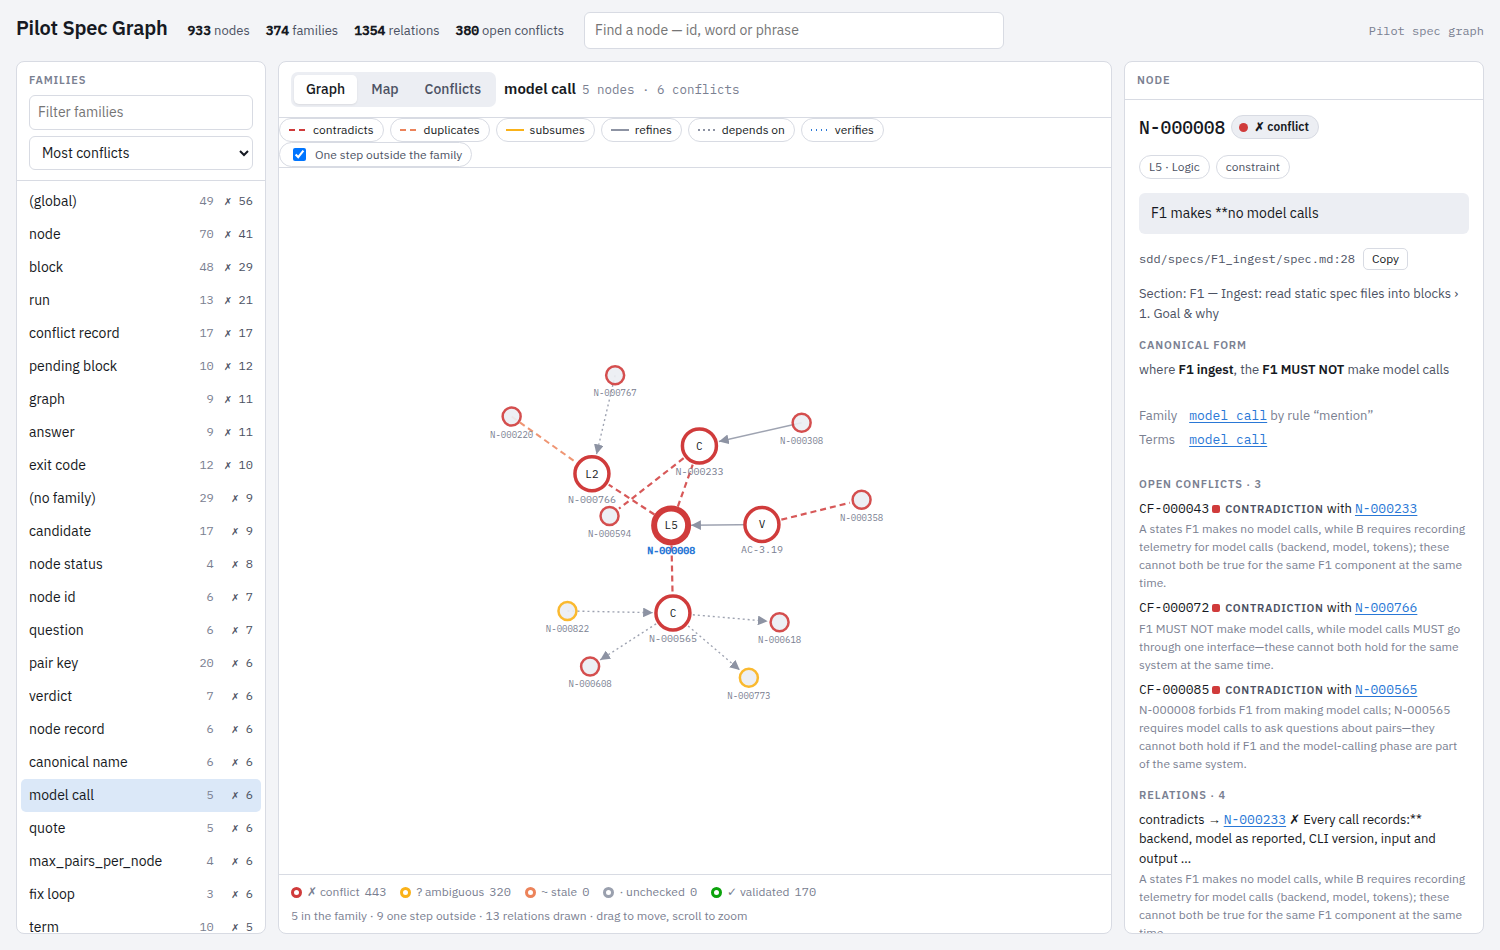 Pilot Spec Graph 933 nodes 374 families 1354 relations 380 open conflicts Find a node — id, word or phrase Pilot spec graph
FAMILIES
Filter families
Most conflicts
(global) 49 ✗ 56
node 70 ✗ 41
block 48 ✗ 29
run 13 ✗ 21
conflict record 17 ✗ 17
pending block 10 ✗ 12
graph 9 ✗ 11
answer 9 ✗ 11
exit code 12 ✗ 10
(no family) 29 ✗ 9
candidate 17 ✗ 9
node status 4 ✗ 8
node id 6 ✗ 7
question 6 ✗ 7
pair key 20 ✗ 6
verdict 7 ✗ 6
node record 6 ✗ 6
canonical name 6 ✗ 6
model call 5 ✗ 6
quote 5 ✗ 6
max_pairs_per_node 4 ✗ 6
fix loop 3 ✗ 6
term 10 ✗ 5
Graph Map Conflicts model call 5 nodes · 6 conflicts
contradicts duplicates subsumes refines depends on verifies
One step outside the family
N-000767
N-000220
C
N-000308
N-000233
L2
N-000766
N-000358
N-000594
L5
V
N-000008
AC-3.19
C
N-000822
N-000565
N-000618
N-000608
N-000773
✗ conflict 443 ? ambiguous 320 ~ stale 0 · unchecked 0 ✓ validated 170
5 in the family · 9 one step outside · 13 relations drawn · drag to move, scroll to zoom
NODE
N-000008 ✗ conflict
L5 · Logic constraint
F1 makes **no model calls
sdd/specs/F1_ingest/spec.md:28 Copy
Section: F1 — Ingest: read static spec files into blocks ›
1. Goal & why
CANONICAL FORM
where F1 ingest, the F1 MUST NOT make model calls
Family model call by rule “mention”
Terms model call
OPEN CONFLICTS · 3
CF-000043 CONTRADICTION with N-000233
A states F1 makes no model calls, while B requires recording
telemetry for model calls (backend, model, tokens); these
cannot both be true for the same F1 component at the same
time.
CF-000072 CONTRADICTION with N-000766
F1 MUST NOT make model calls, while model calls MUST go
through one interface—these cannot both hold for the same
system at the same time.
CF-000085 CONTRADICTION with N-000565
N-000008 forbids F1 from making model calls; N-000565
requires model calls to ask questions about pairs—they
cannot both hold if F1 and the model-calling phase are part
of the same system.
RELATIONS · 4
contradicts → N-000233 ✗ Every call records:**
backend, model as reported, CLI version, input and
output ...
A states F1 makes no model calls, while B requires recording
telemetry for model calls (backend, model, tokens); these
cannot both be true for the same F1 component at the same
time.